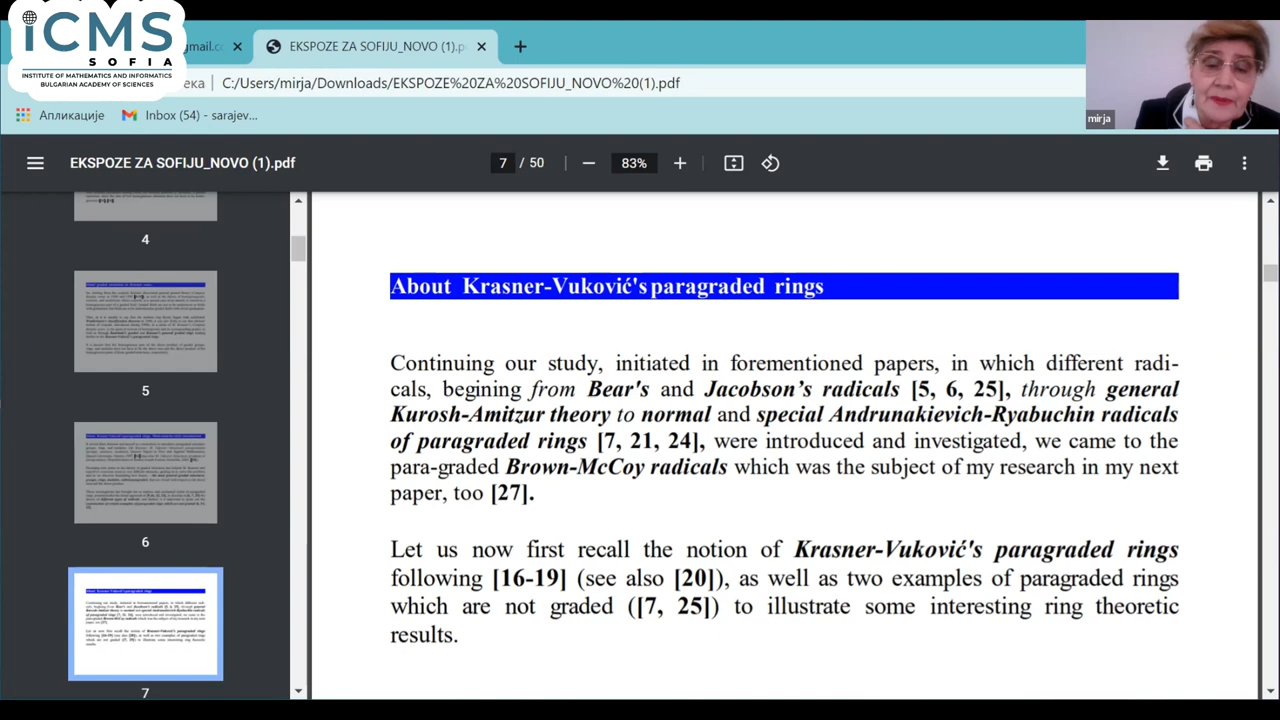 iCMS
SOFIA
INSTITUTE OF MATHEMATICS AND INFORMATICS
BULGARIAN ACADEMY OF SCIENCES
gmail.c
EKSPOZE ZA SOFIJU_NOVO (1).p
ека | C:/Users/mirja/Downloads/EKSPOZE%20ZA%20SOFIJU_NOVO%20(1).pdf
Апликације
Inbox (54) - sarajev...
mirja
EKSPOZE ZA SOFIJU_NOVO (1).pdf
7 / 50
83%
4
5
6
7
About Krasner-Vuković's paragraded rings
Continuing our study, initiated in forementioned papers, in which different radi-
cals, begining from Bear's and Jacobson's radicals [5, 6, 25], through general
Kurosh-Amitzur theory to normal and special Andrunakievich-Ryabuchin radicals
of paragraded rings [7, 21, 24], were introduced and investigated, we came to the
para-graded Brown-McCoy radicals which was the subject of my research in my next
paper, too [27].
Let us now first recall the notion of Krasner-Vuković's paragraded rings
following [16-19] (see also [20]), as well as two examples of paragraded rings
which are not graded ([7, 25]) to illustrate some interesting ring theoretic
results.